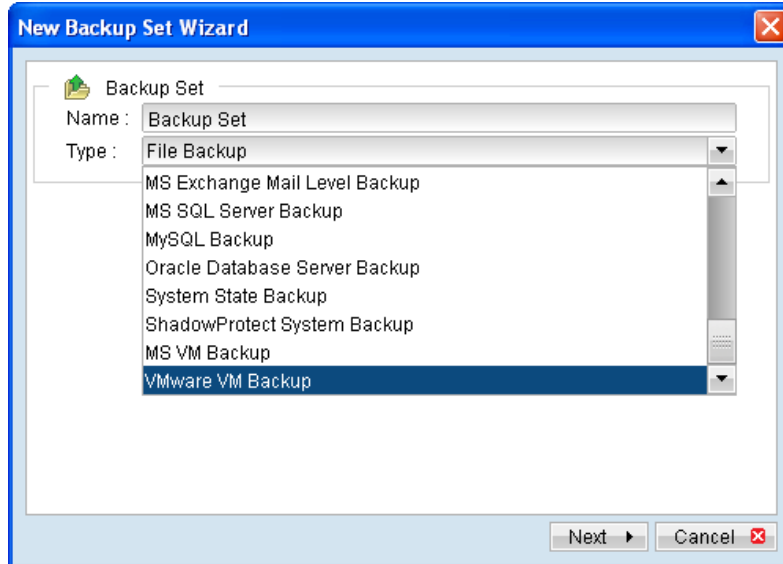 New Backup Set Wizard
Backup Set
Name : Backup Set
Type : File Backup
MS Exchange Mail Level Backup
MS SQL Server Backup
MySQL Backup
Oracle Database Server Backup
System State Backup
ShadowProtect System Backup
MS VM Backup
VMware VM Backup
Next Cancel